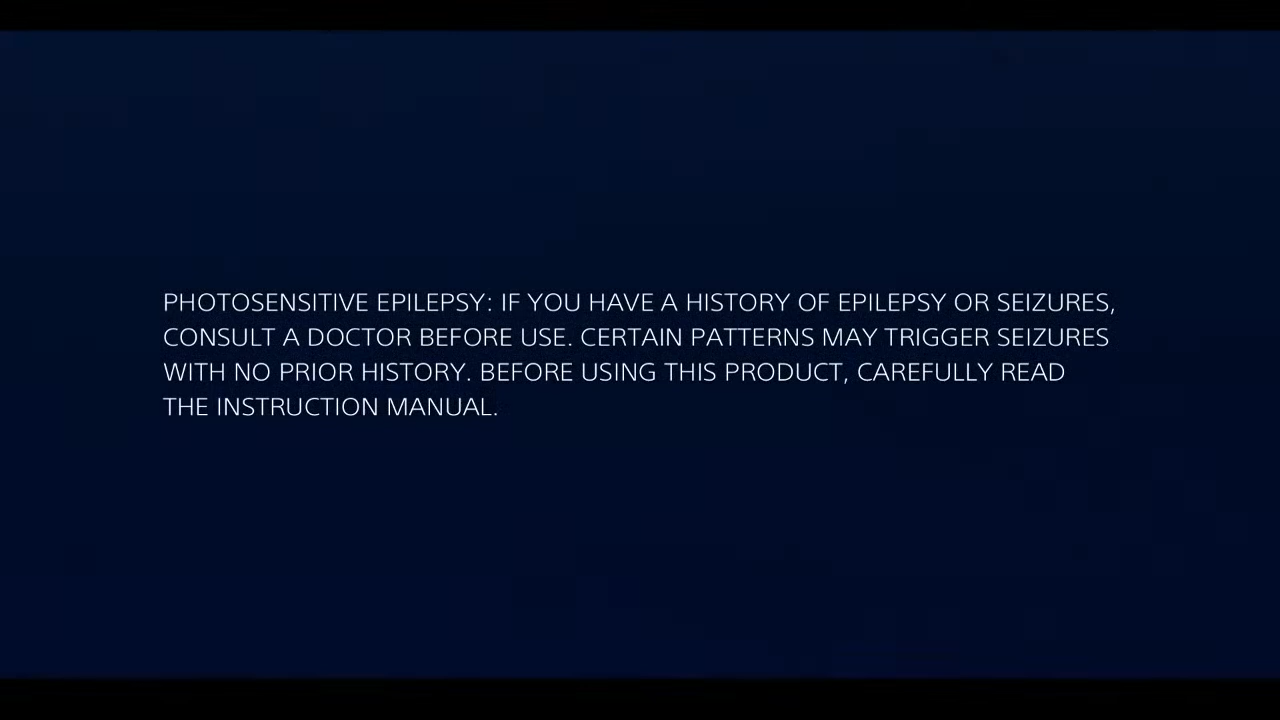 PHOTOSENSITIVE EPILEPSY: IF YOU HAVE A HISTORY OF EPILEPSY OR SEIZURES,
CONSULT A DOCTOR BEFORE USE. CERTAIN PATTERNS MAY TRIGGER SEIZURES
WITH NO PRIOR HISTORY. BEFORE USING THIS PRODUCT, CAREFULLY READ
THE INSTRUCTION MANUAL.